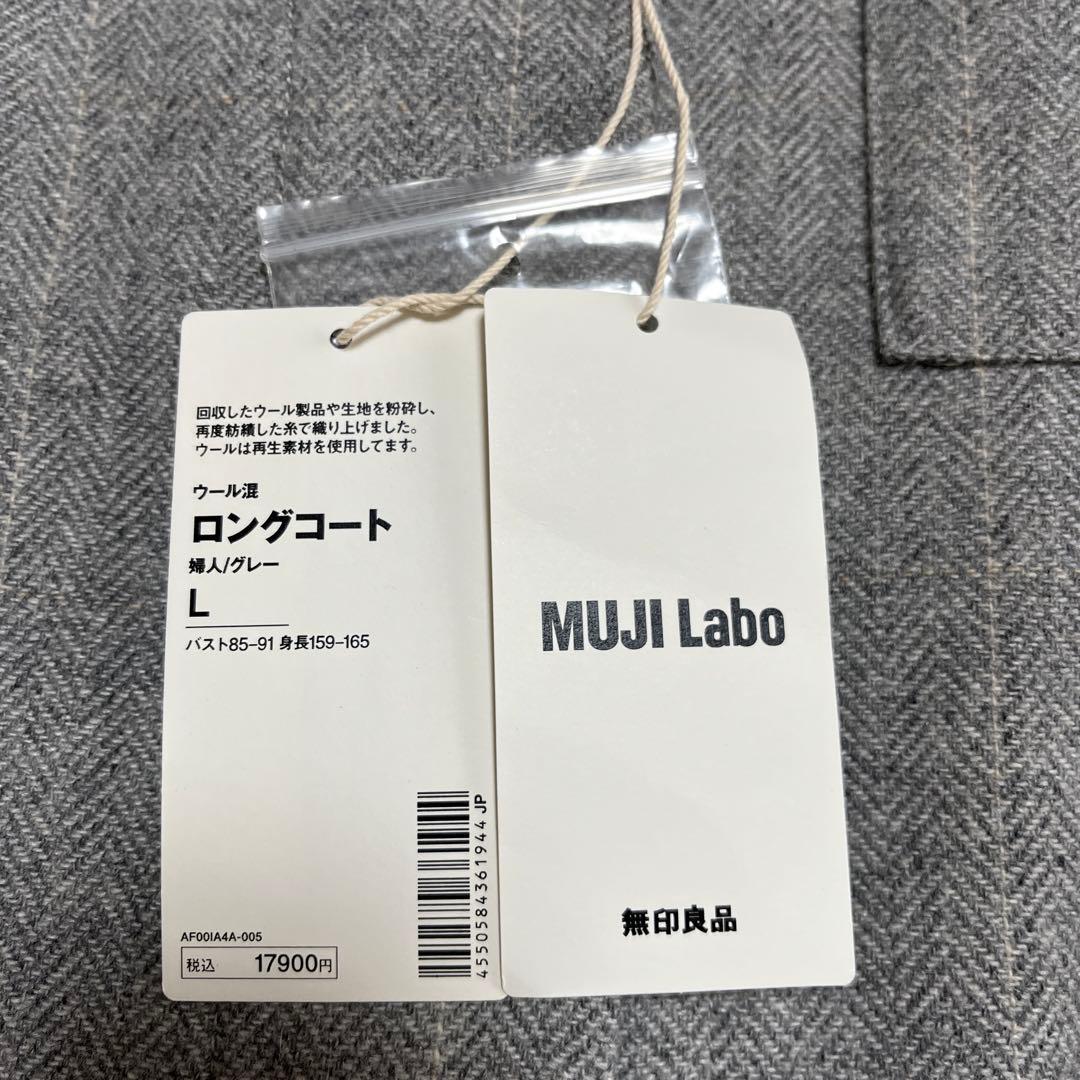 回収したウール製品や生地を粉砕し、
再度紡績した糸で織り上げました。
ウールは再生素材を使用してます。
ウール混
ロングコート
婦人/グレー
L
バスト85-91 身長159-165
4550584361944 JP
AF00IA4A-005
税込 17900円
MUJI Labo
無印良品